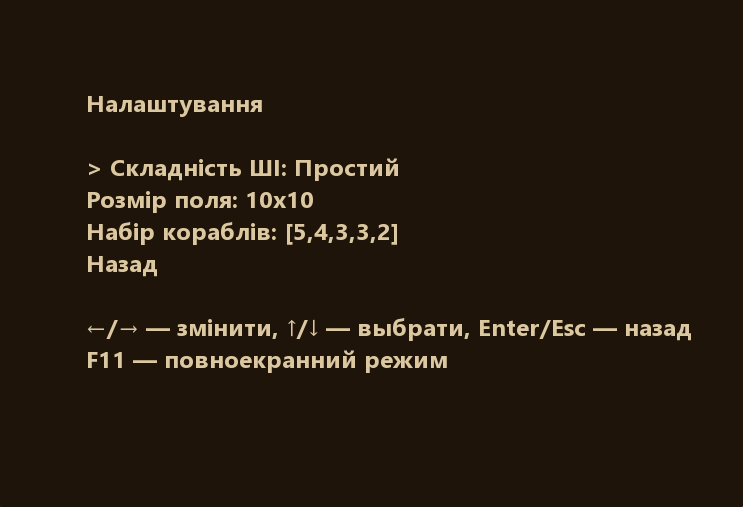 Налаштування
> Складність ШІ: Простий
Розмір поля: 10x10
Набір кораблів: [5,4,3,3,2]
Назад
←/→ — змінити, ↑/↓ — выбрати, Enter/Esc — назад
F11 — повноекранний режим